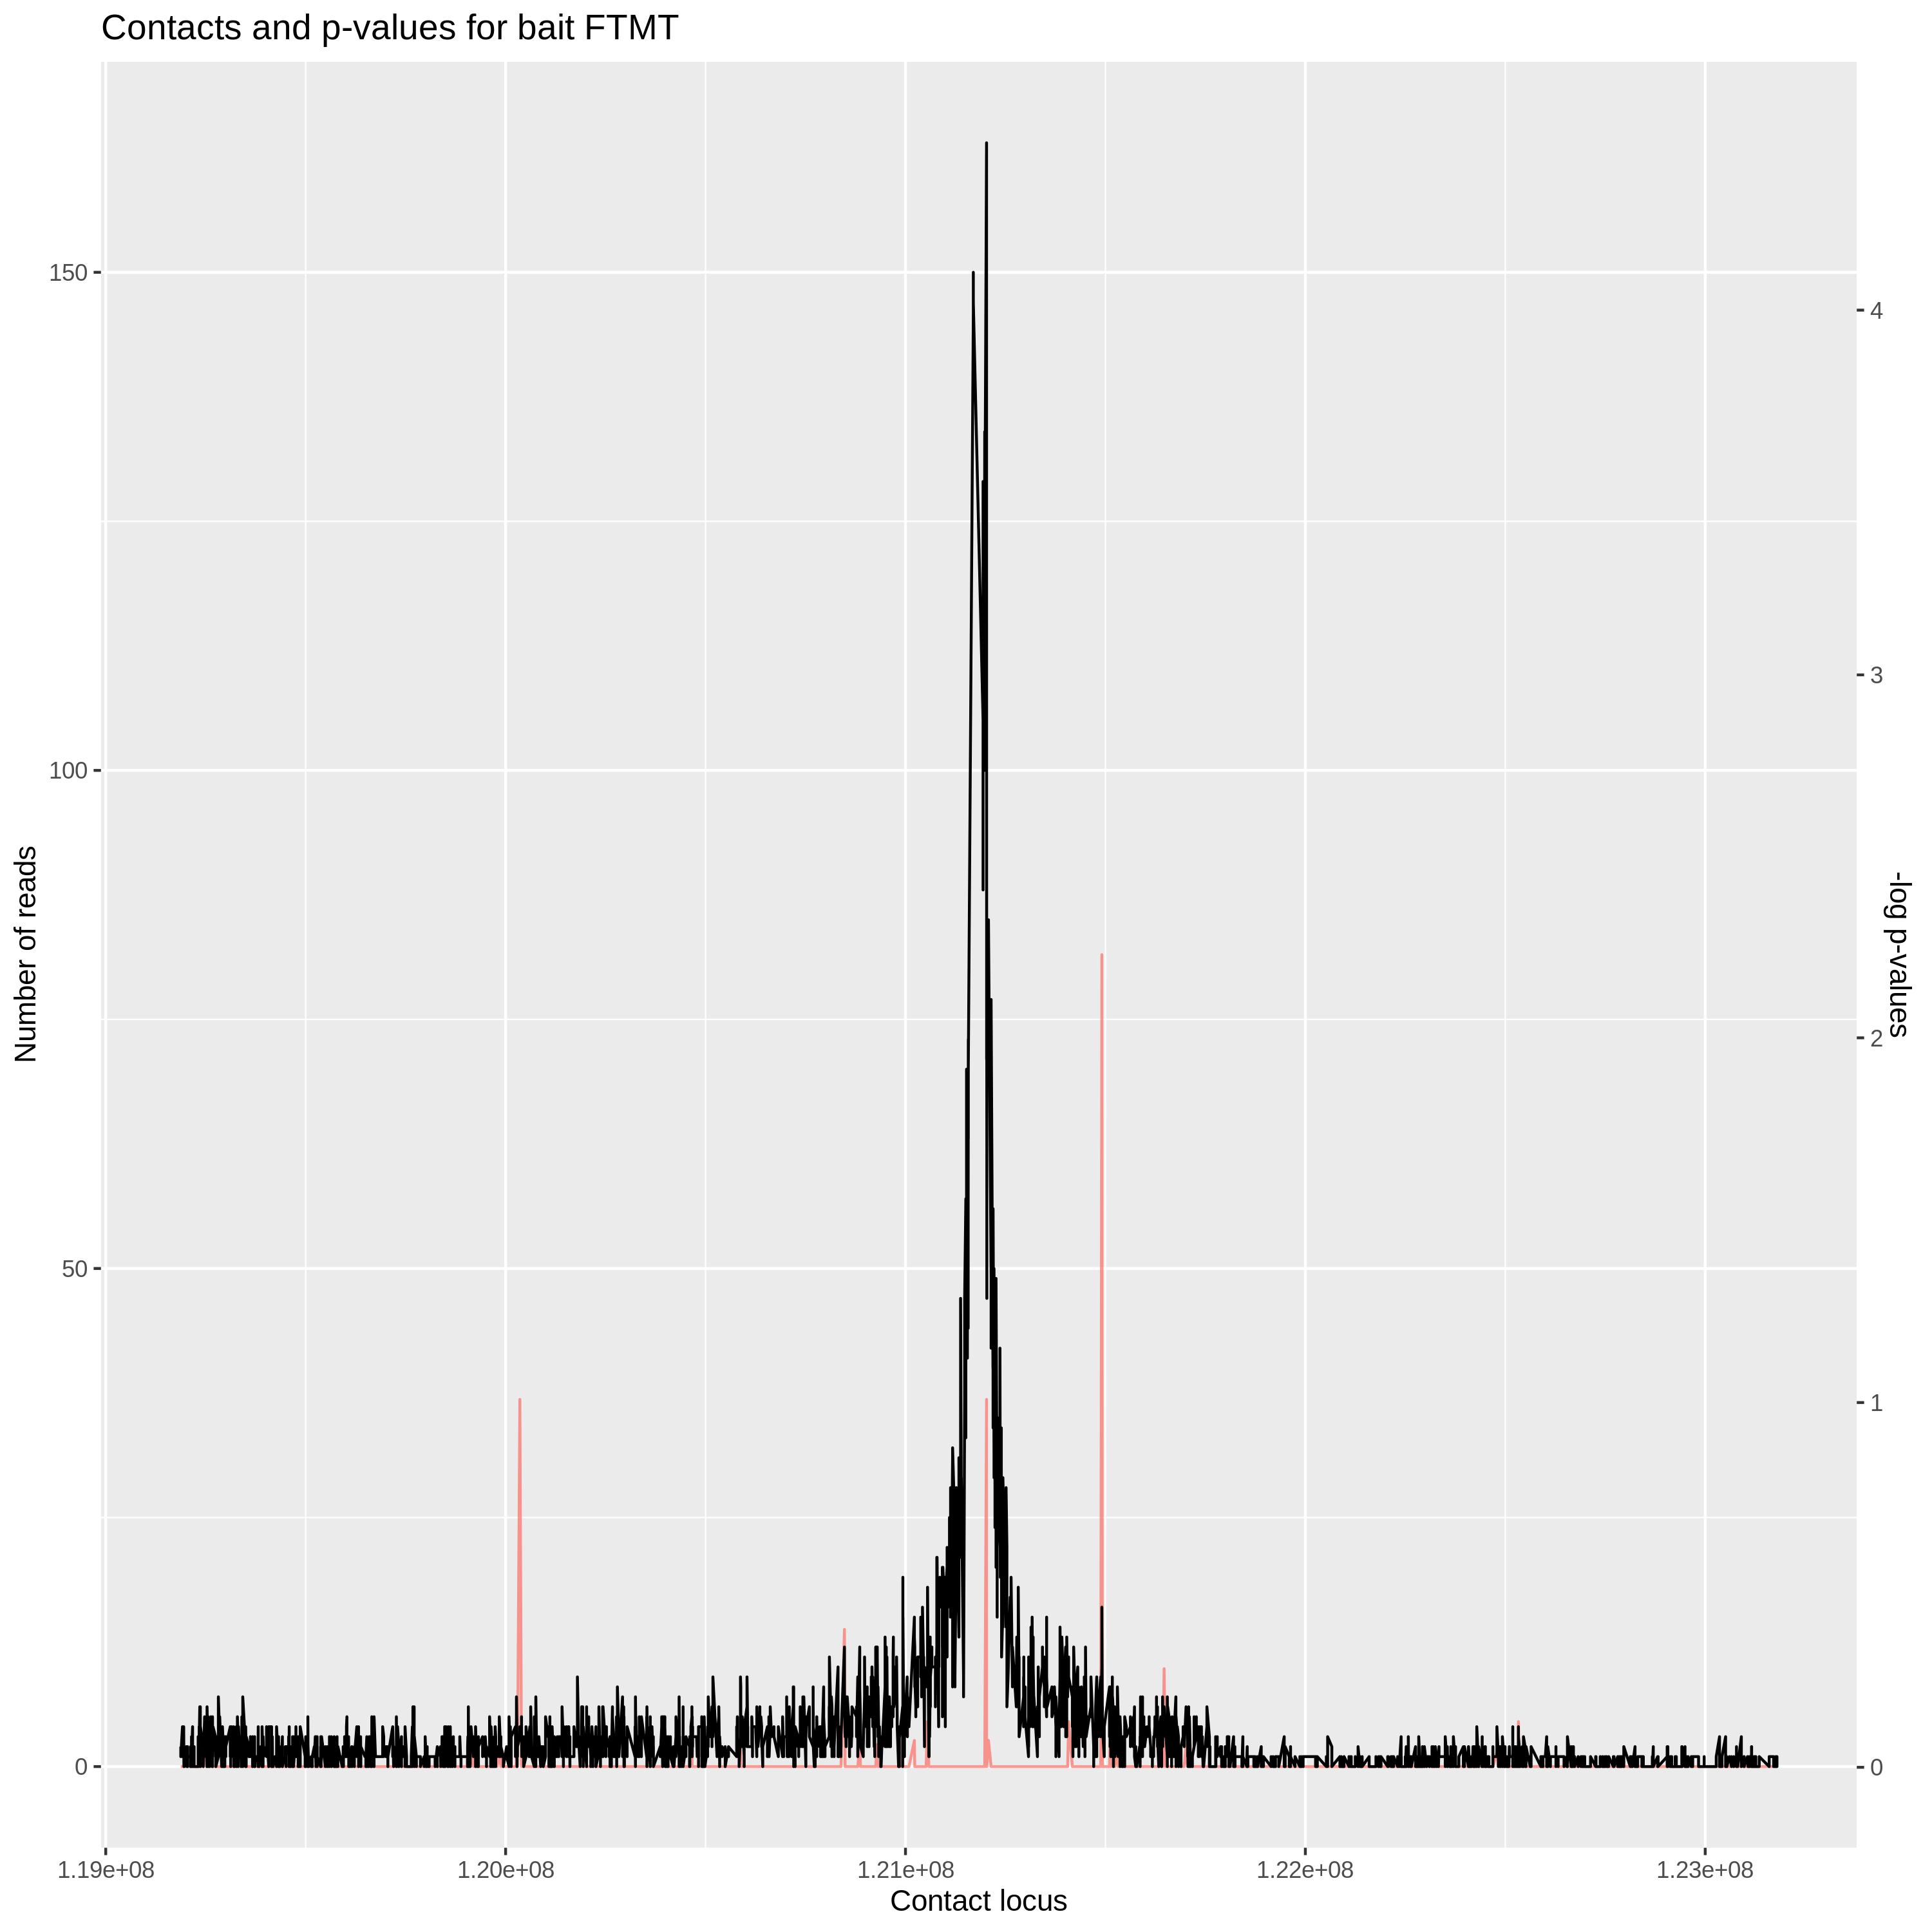 Contacts and p-values for bait FTMT
150
100
50
0
Number of reads
4
3
2
1
0
-log p-values
1.19e+08
1.20e+08
1.21e+08
1.22e+08
1.23e+08
Contact locus